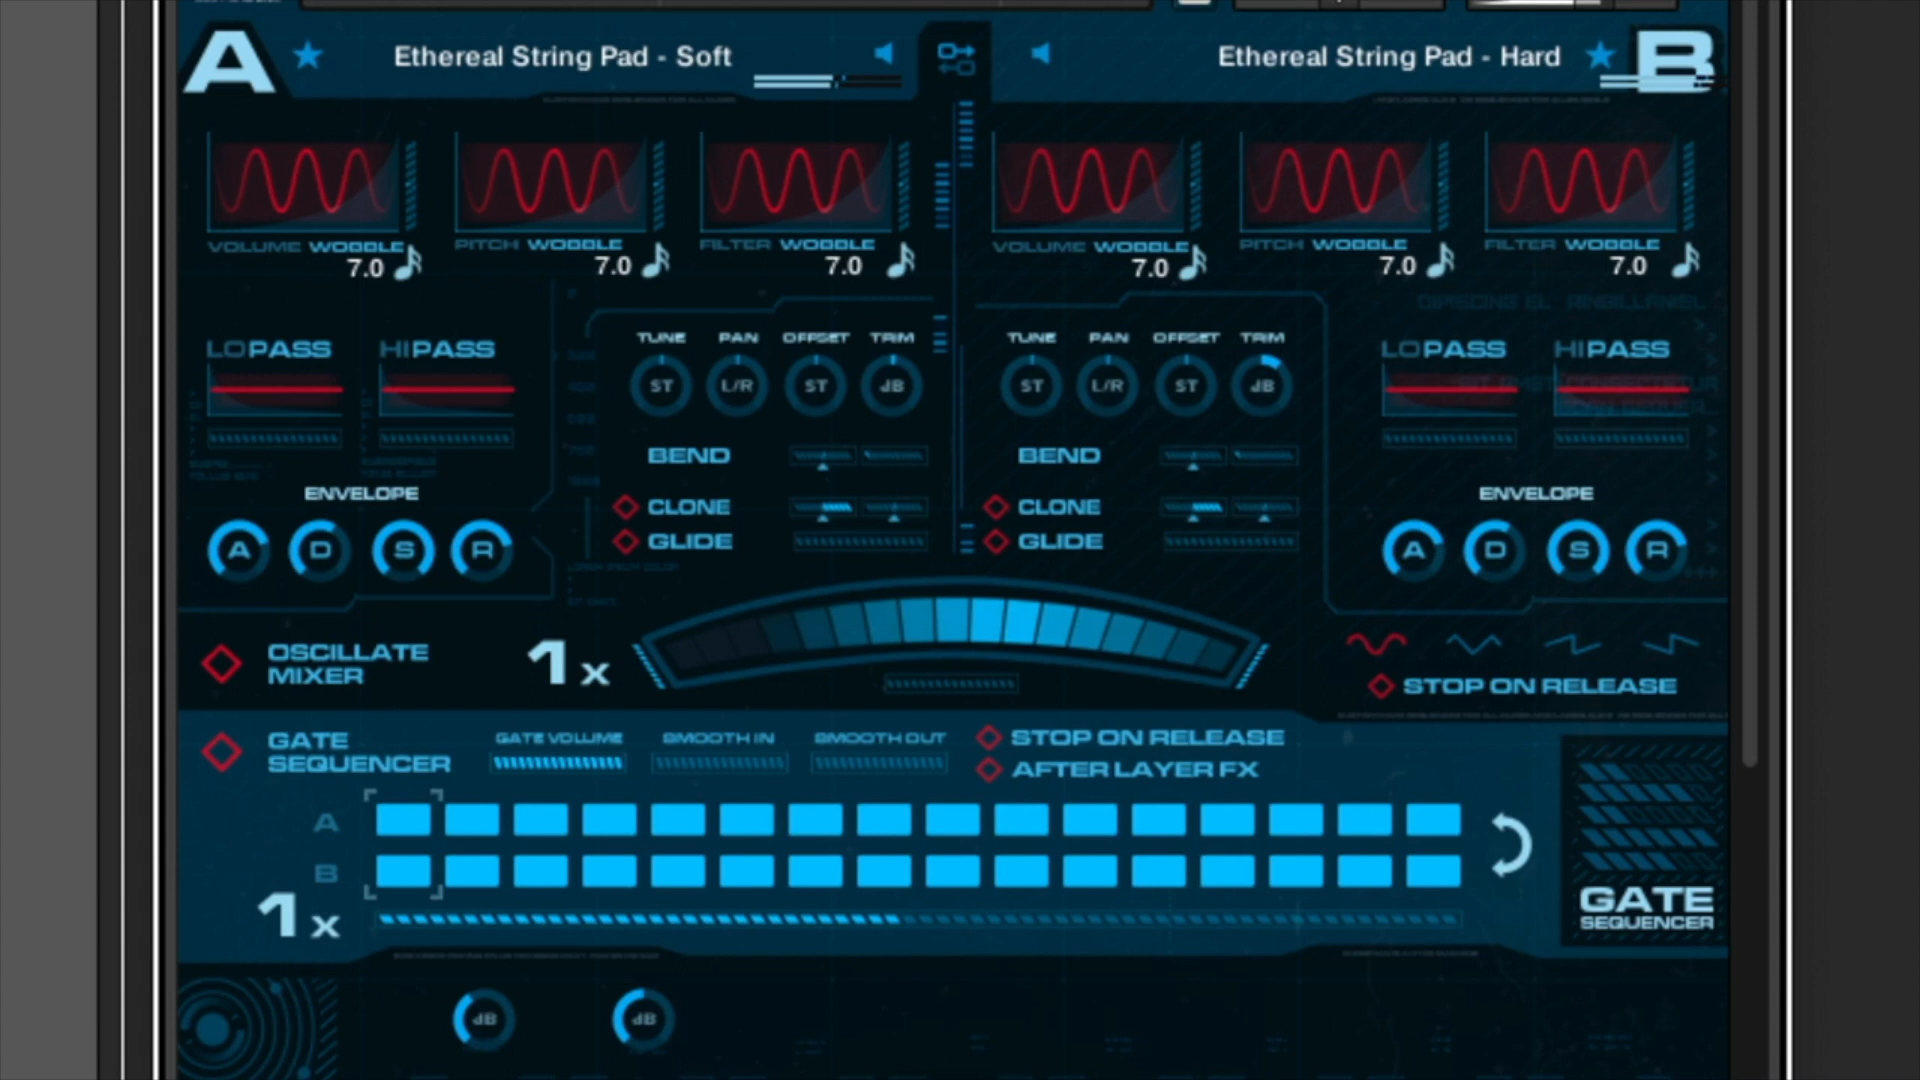 A
Ethereal String Pad - Soft
Ethereal String Pad - Hard
B
VOLUME WOBBLE
PITCH WOBBLE
FILTER WOBBLE
VOLUME WOBBLE
PITCH WOBBLE
FILTER WOBBLE
7.0
7.0
7.0
7.0
7.0
7.0
LOPASS
HIPASS
TUNE
PAN
OFFSET
TRIM
TUNE
PAN
OFFSET
TRIM
LOPASS
HIPASS
ST
L/R
ST
dB
ST
L/R
ST
dB
BEND
BEND
ENVELOPE
CLONE
CLONE
ENVELOPE
A
D
S
R
GLIDE
GLIDE
A
D
S
R
OSCILLATE
MIXER
1x
STOP ON RELEASE
GATE
SEQUENCER
GATE VOLUME
SMOOTH IN
SMOOTH OUT
STOP ON RELEASE
AFTER LAYER FX
A
B
1x
GATE
SEQUENCER
dB
dB